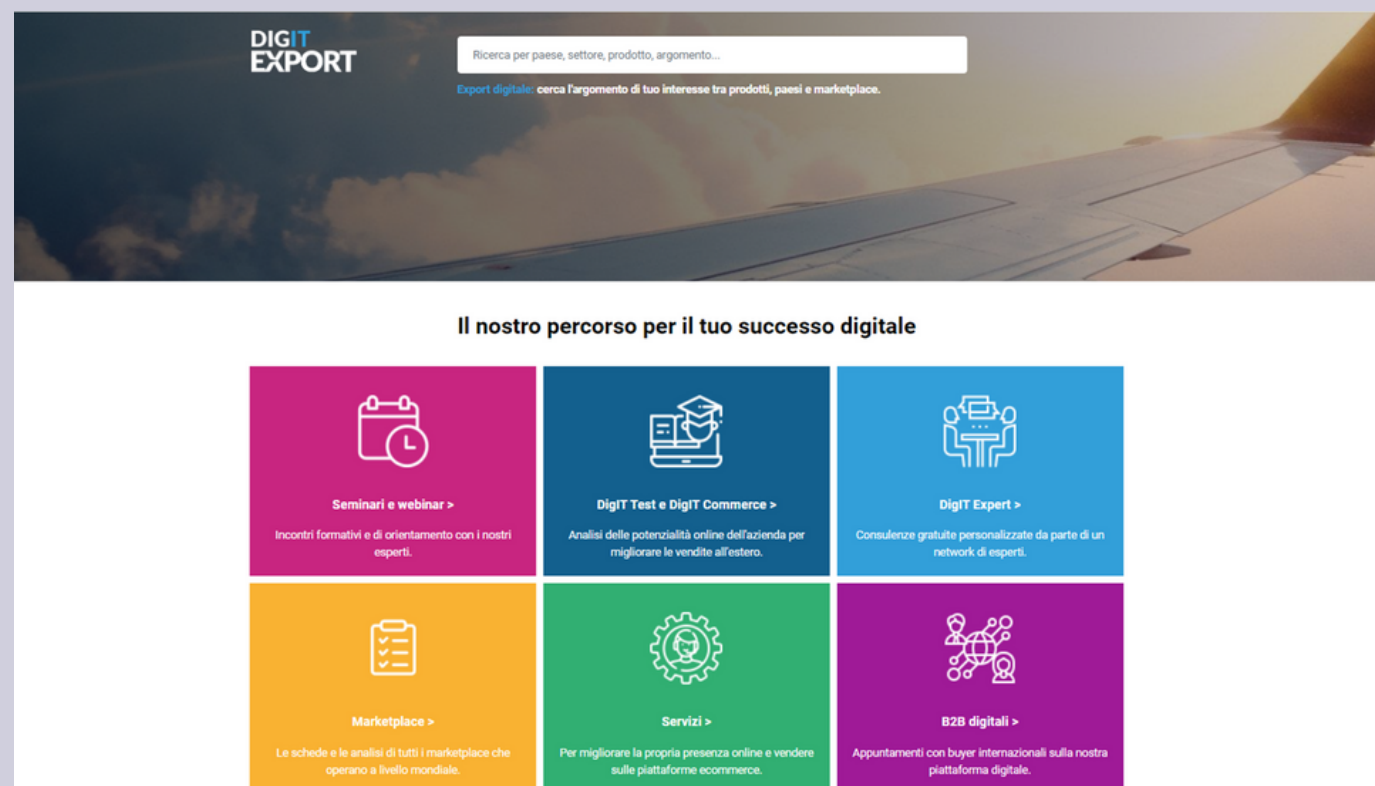 DIGIT
EXPORT
Ricerca per paese, settore, prodotto, argomento...
Export digitale: cerca l'argomento di tuo interesse tra prodotti, paesi e marketplace.
Il nostro percorso per il tuo successo digitale
Seminari e webinar >
Incontri formativi e di orientamento con i nostri
esperti.
DigIT Test e DigIT Commerce >
Analisi delle potenzialità online dell'azienda per
migliorare le vendite all'estero.
DigIT Expert >
Consulenze gratuite personalizzate da parte di un
network di esperti.
Marketplace >
Le schede e le analisi di tutti i marketplace che
operano a livello mondiale.
Servizi >
Per migliorare la propria presenza online e vendere
sulle piattaforme ecommerce.
B2B digitali >
Appuntamenti con buyer internazionali sulla nostra
piattaforma digitale.